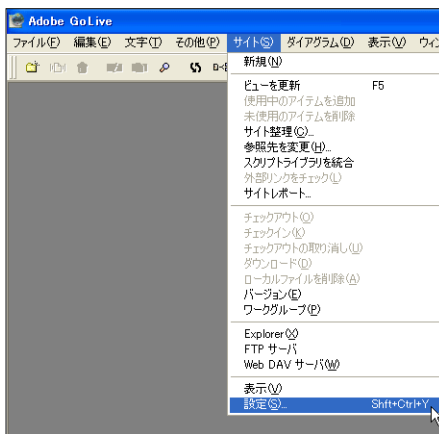 Adobe GoLive
ファイル(F) 編集(E) 文字(T) その他(P) サイト(S) ダイアグラム(D) 表示(V)
新規(N)
ビューを更新 F5
使用中のアイテムを追加
未使用のアイテムを削除
サイト整理(C)...
参照先を変更(H)...
スクリプトライブラリを統合
外部リンクをチェック(L)
サイトレポート...
チェックアウト(O)
チェックイン(K)
チェックアウトの取り消し(U)
ダウンロード(D)
ローカルファイルを削除(A)
バージョン(E)
ワークグループ(P)
Explorer(X)
FTP サーバ
Web DAV サーバ(W)
表示(V)
設定(S)... Shft+Ctrl+Y